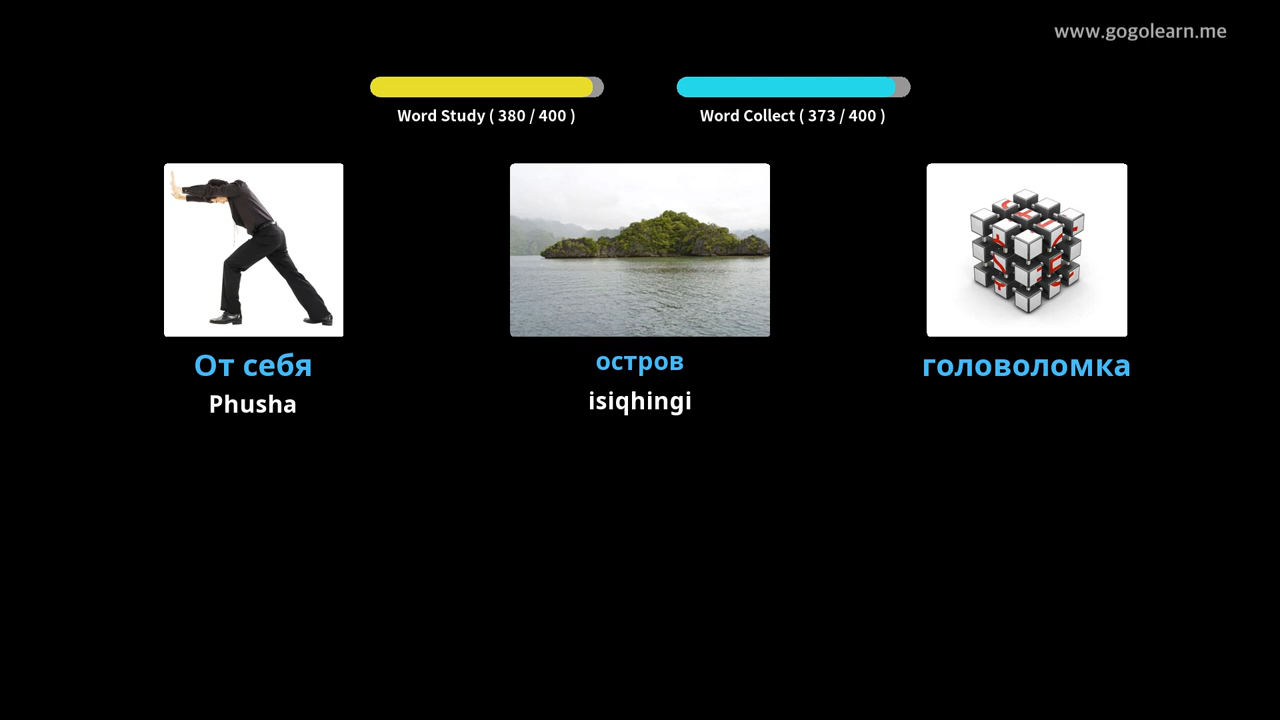 www.gogolearn.me
Word Study ( 380 / 400 )
Word Collect ( 373 / 400 )
От себя
остров
головоломка
Phusha
isiqhingi